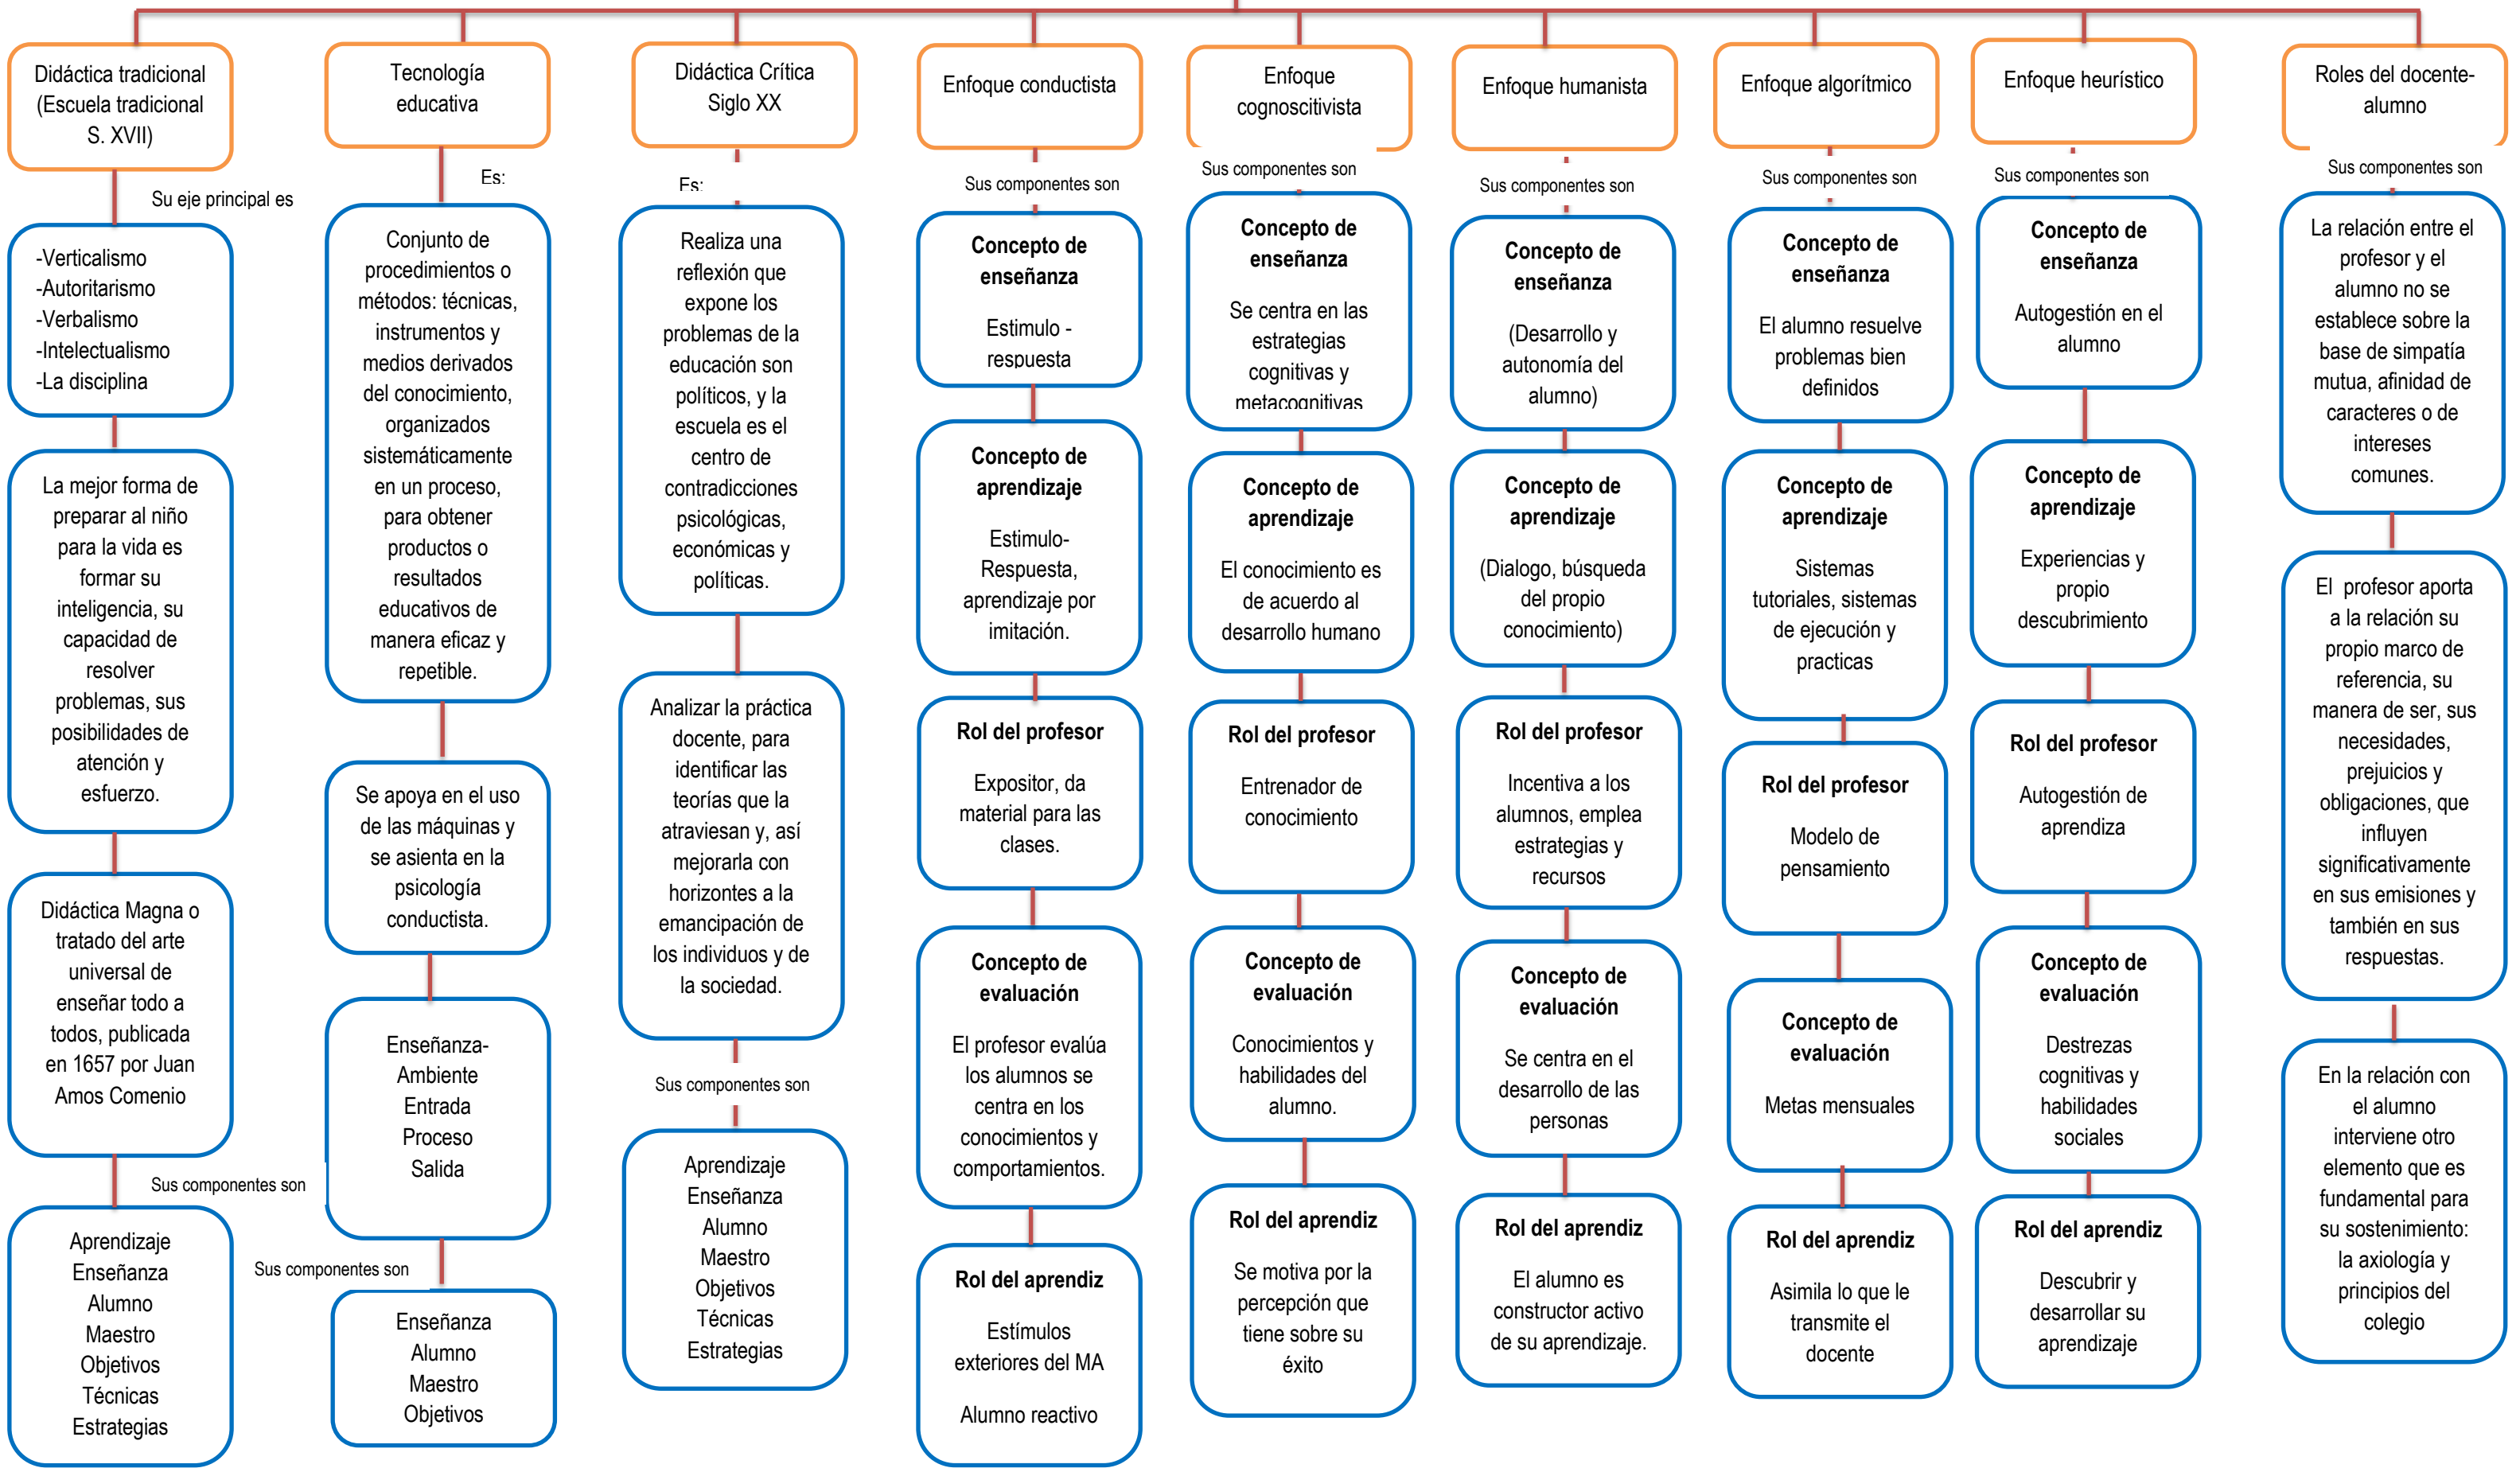 Didáctica tradicional
(Escuela tradicional
S. XVII)
Su eje principal es
-Verticalismo
-Autoritarismo
-Verbalismo
-Intelectualismo
-La disciplina
La mejor forma de
preparar al niño
para la vida es
formar su
inteligencia, su
capacidad de
resolver
problemas, sus
posibilidades de
atención y
esfuerzo.
Didáctica Magna o
tratado del arte
universal de
enseñar todo a
todos, publicada
en 1657 por Juan
Amos Comenio
Sus componentes son
Aprendizaje
Enseñanza
Alumno
Maestro
Objetivos
Técnicas
Estrategias
Tecnología
educativa
Es:
Conjunto de
procedimientos o
métodos: técnicas,
instrumentos y
medios derivados
del conocimiento,
organizados
sistemáticamente
en un proceso,
para obtener
productos o
resultados
educativos de
manera eficaz y
repetible.
Se apoya en el uso
de las máquinas y
se asienta en la
psicología
conductista.
Enseñanza-
Ambiente
Entrada
Proceso
Salida
Sus componentes son
Enseñanza
Alumno
Maestro
Objetivos
Didáctica Crítica
Siglo XX
Es:
Realiza una
reflexión que
expone los
problemas de la
educación son
políticos, y la
escuela es el
centro de
contradicciones
psicológicas,
económicas y
políticas.
Analizar la práctica
docente, para
identificar las
teorías que la
atraviesan y, así
mejorarla con
horizontes a la
emancipación de
los individuos y de
la sociedad.
Sus componentes son
Aprendizaje
Enseñanza
Alumno
Maestro
Objetivos
Técnicas
Estrategias
Enfoque conductista
Sus componentes son
Concepto de
enseñanza
Estimulo -
respuesta
Concepto de
aprendizaje
Estimulo-
Respuesta,
aprendizaje por
imitación.
Rol del profesor
Expositor, da
material para las
clases.
Concepto de
evaluación
El profesor evalúa
los alumnos se
centra en los
conocimientos y
comportamientos.
Rol del aprendiz
Estímulos
exteriores del MA
Alumno reactivo
Enfoque
cognoscitivista
Sus componentes son
Concepto de
enseñanza
Se centra en las
estrategias
cognitivas y
metacognitivas
Concepto de
aprendizaje
El conocimiento es
de acuerdo al
desarrollo humano
Rol del profesor
Entrenador de
conocimiento
Concepto de
evaluación
Conocimientos y
habilidades del
alumno.
Rol del aprendiz
Se motiva por la
percepción que
tiene sobre su
éxito
Enfoque humanista
Sus componentes son
Concepto de
enseñanza
(Desarrollo y
autonomía del
alumno)
Concepto de
aprendizaje
(Dialogo, búsqueda
del propio
conocimiento)
Rol del profesor
Incentiva a los
alumnos, emplea
estrategias y
recursos
Concepto de
evaluación
Se centra en el
desarrollo de las
personas
Rol del aprendiz
El alumno es
constructor activo
de su aprendizaje.
Enfoque algorítmico
Sus componentes son
Concepto de
enseñanza
El alumno resuelve
problemas bien
definidos
Concepto de
aprendizaje
Sistemas
tutoriales, sistemas
de ejecución y
practicas
Rol del profesor
Modelo de
pensamiento
Concepto de
evaluación
Metas mensuales
Rol del aprendiz
Asimila lo que le
transmite el
docente
Enfoque heurístico
Sus componentes son
Concepto de
enseñanza
Autogestión en el
alumno
Concepto de
aprendizaje
Experiencias y
propio
descubrimiento
Rol del profesor
Autogestión de
aprendiza
Concepto de
evaluación
Destrezas
cognitivas y
habilidades
sociales
Rol del aprendiz
Descubrir y
desarrollar su
aprendizaje
Roles del docente-
alumno
Sus componentes son
La relación entre el
profesor y el
alumno no se
establece sobre la
base de simpatía
mutua, afinidad de
caracteres o de
intereses
comunes.
El profesor aporta
a la relación su
propio marco de
referencia, su
manera de ser, sus
necesidades,
prejuicios y
obligaciones, que
influyen
significativamente
en sus emisiones y
también en sus
respuestas.
En la relación con
el alumno
interviene otro
elemento que es
fundamental para
su sostenimiento:
la axiología y
principios del
colegio